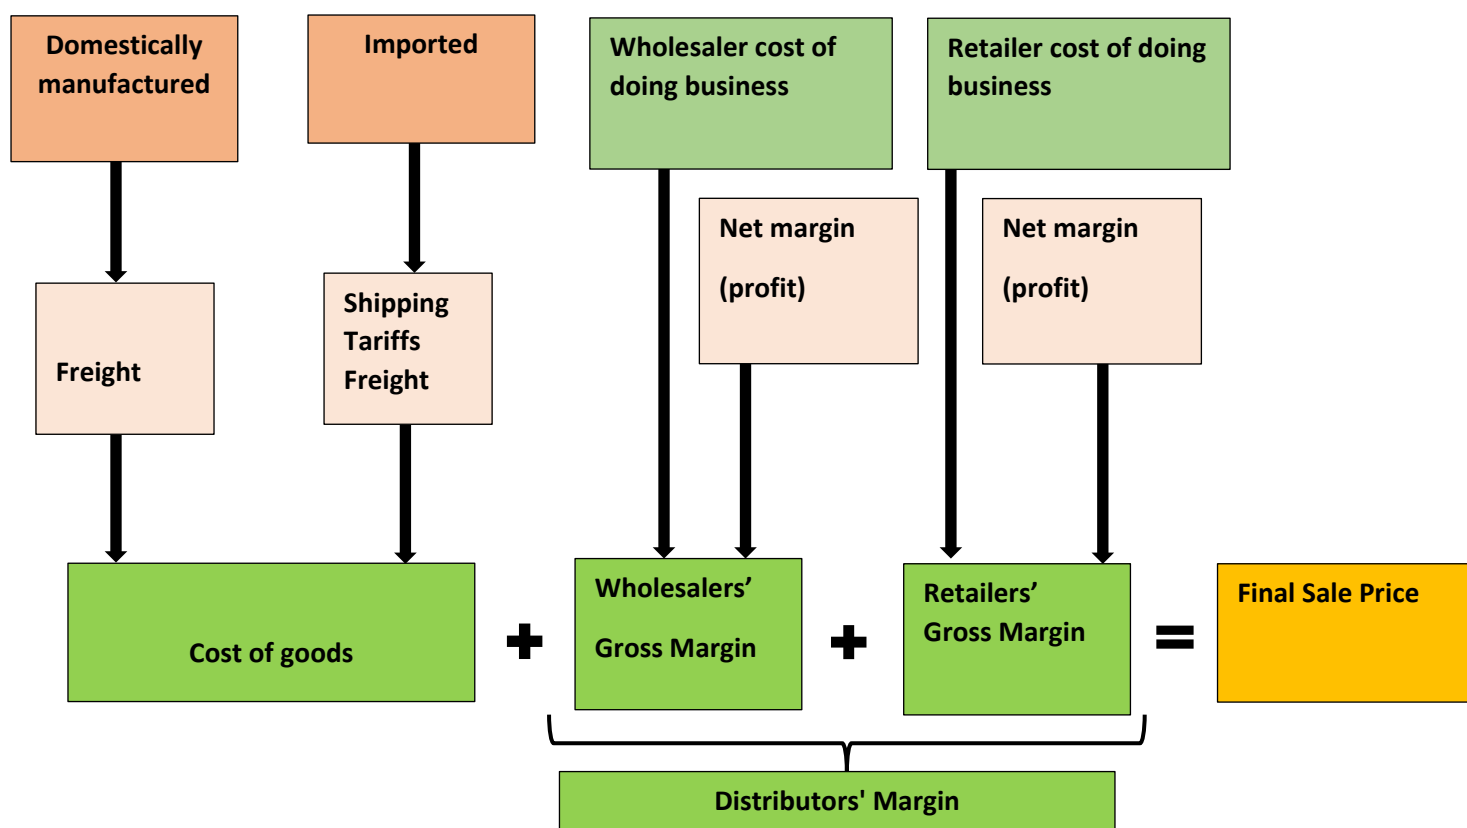 Domestically
manufactured
Imported
Wholesaler cost of
doing business
Retailer cost of doing
business
Net margin
(profit)
Net margin
(profit)
Freight
Shipping
Tariffs
Freight
Cost of goods
+
Wholesalers’
Gross Margin
+
Retailers’
Gross Margin
=
Final Sale Price
Distributors' Margin